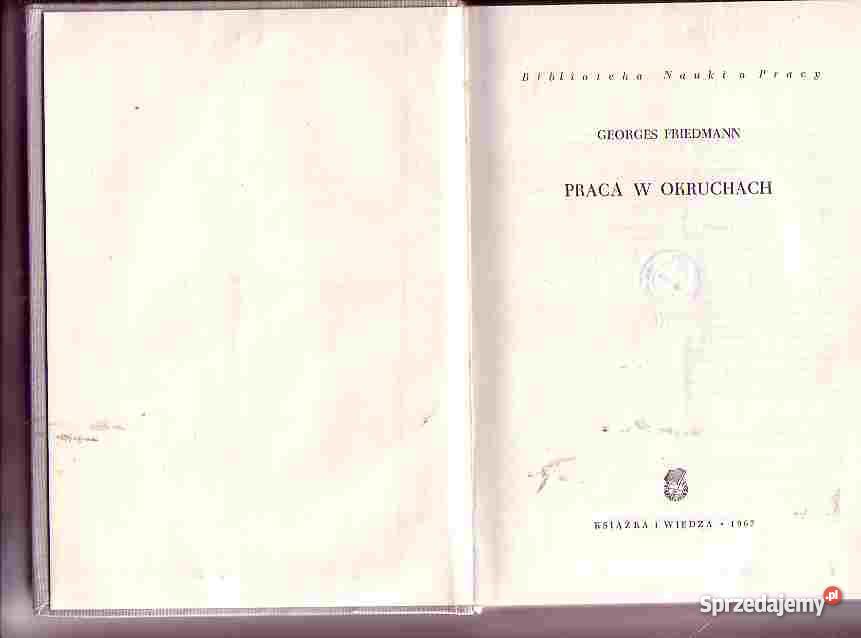 Biblioteka Nauki o Pracy
GEORGES FRIEDMANN
PRACA W OKRUCHACH
KSIĄŻKA I WIEDZA • 1967
Sprzedajemy.pl